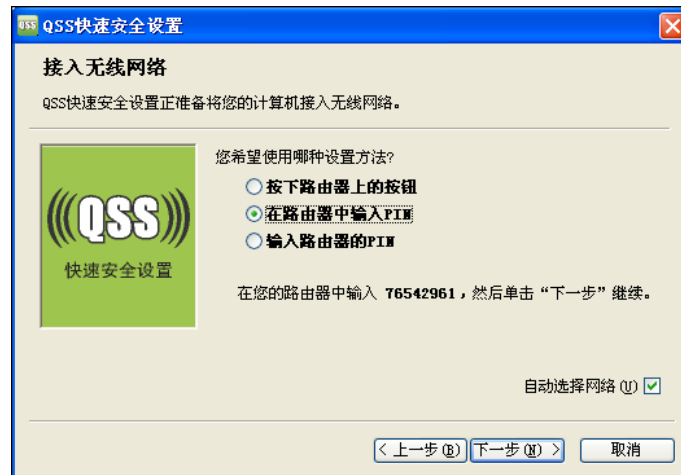 QSS QSS快速安全设置
接入无线网络
QSS快速安全设置正准备将您的计算机接入无线网络。
您希望使用哪种设置方法?
按下路由器上的按钮
在路由器中输入PIN
输入路由器的PIN
(((QSS)))
快速安全设置
在您的路由器中输入 76542961，然后单击“下一步”继续。
自动选择网络(U)
< 上一步(B) 下一步(N) > 取消